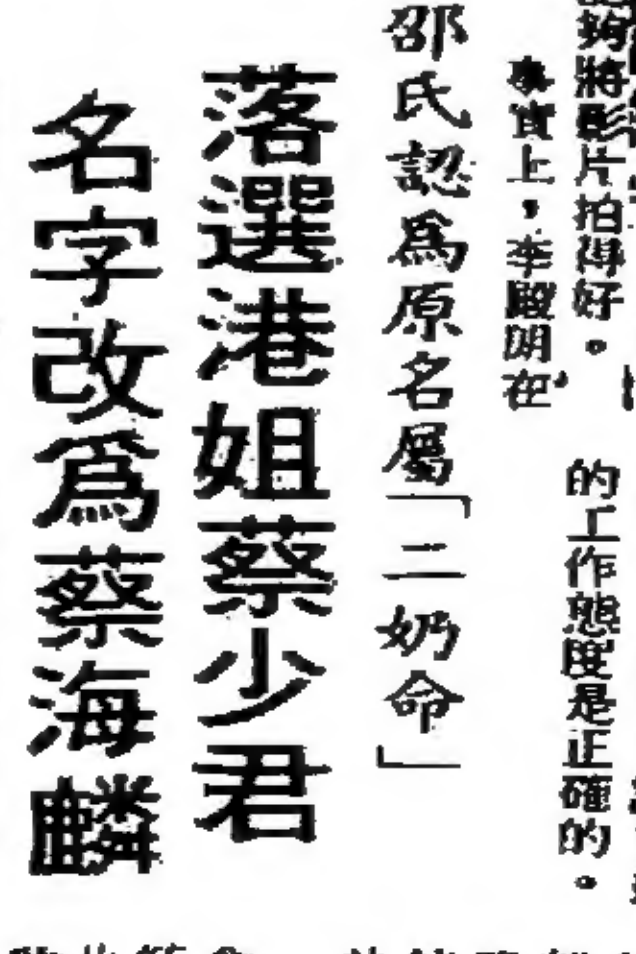 夠將影片拍得好。
事實上，李殿朗在
的工作態度是正確的。
邵氏認爲原名屬「二奶命」
落選港姐蔡少君
名字改爲蔡海麟